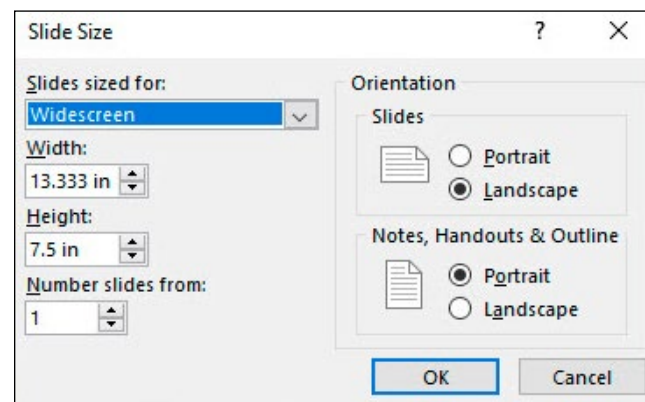 Slide Size
?
Slides sized for:
Widescreen
Width:
13.333 in
Height:
7.5 in
Number slides from:
1
Orientation
Slides
Portrait
Landscape
Notes, Handouts & Outline
Portrait
Landscape
OK
Cancel